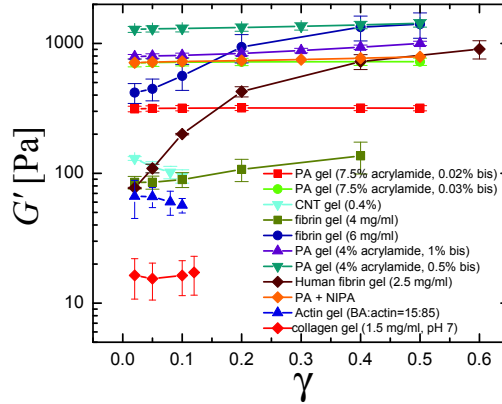 1000
100
10
G' [Pa]
PA gel (7.5% acrylamide, 0.02% bis)
PA gel (7.5% acrylamide, 0.03% bis)
CNT gel (0.4%)
fibrin gel (4 mg/ml)
fibrin gel (6 mg/ml)
PA gel (4% acrylamide, 1% bis)
PA gel (4% acrylamide, 0.5% bis)
Human fibrin gel (2.5 mg/ml)
PA + NIPA
Actin gel (BA:actin=15:85)
collagen gel (1.5 mg/ml, pH 7)
0.0 0.1 0.2 0.3 0.4 0.5 0.6
γ